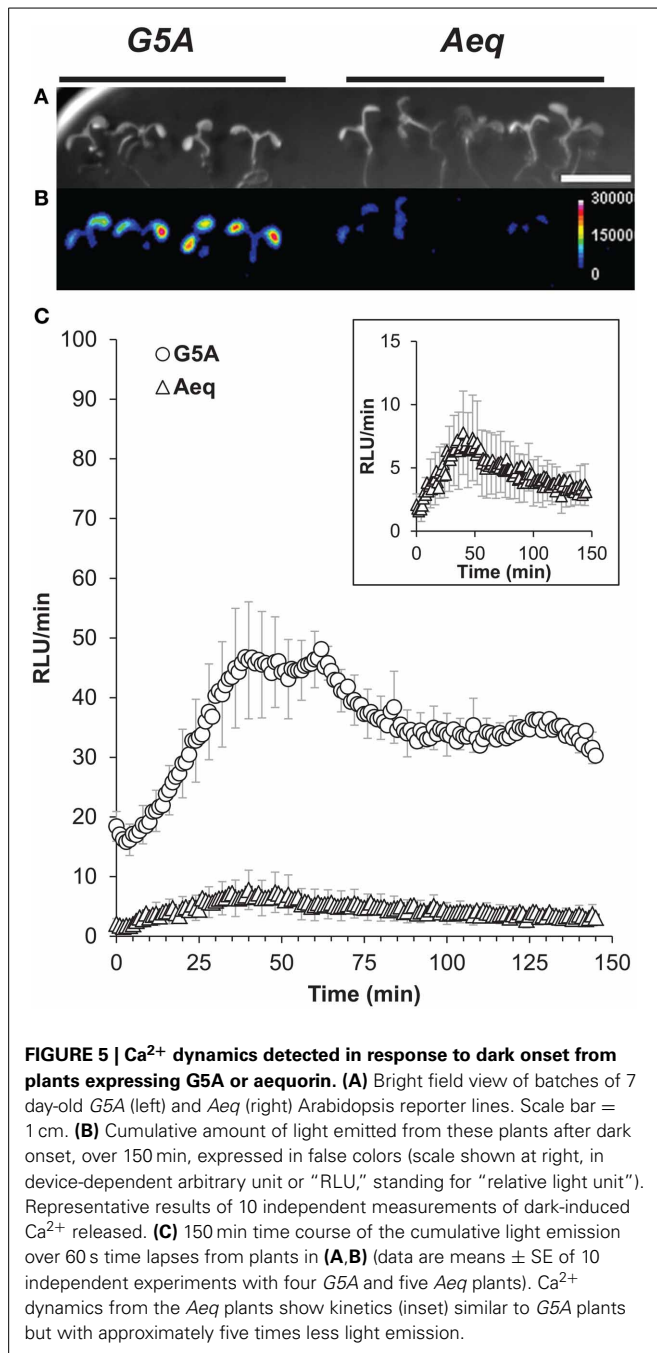 G5A Aeq
A
B
30000
15000
0
C
100
90
80
70
60
50
40
30
20
10
0
RLU/min
G5A
Aeq
0 25 50 75 100 125 150
Time (min)
15
10
5
0
RLU/min
0 50 100 150
Time (min)
FIGURE 5 | Ca2+ dynamics detected in response to dark onset from
plants expressing G5A or aequorin. (A) Bright field view of batches of 7
day-old G5A (left) and Aeq (right) Arabidopsis reporter lines. Scale bar =
1 cm. (B) Cumulative amount of light emitted from these plants after dark
onset, over 150 min, expressed in false colors (scale shown at right, in
device-dependent arbitrary unit or “RLU,” standing for “relative light unit”).
Representative results of 10 independent measurements of dark-induced
Ca2+ released. (C) 150 min time course of the cumulative light emission
over 60 s time lapses from plants in (A,B) (data are means ± SE of 10
independent experiments with four G5A and five Aeq plants). Ca2+
dynamics from the Aeq plants show kinetics (inset) similar to G5A plants
but with approximately five times less light emission.